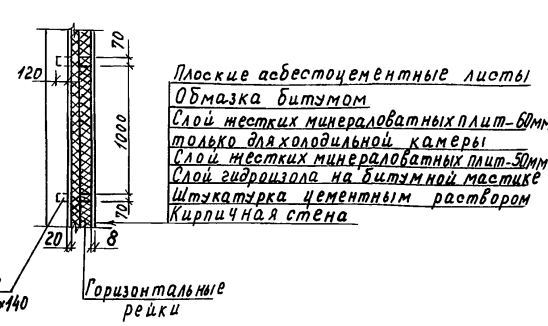 70
120
Плоские асбестоцементные листы
Обмазка битумом
Слой жестких минераловатных плит-60мм
только для холодильной камеры
1000
Слой жестких минераловатных плит-50мм
Слой гидроизола на битумной мастике
Штукатурка цементным раствором
70
Кирпичная стена
20
8
×140
Горизонтальные
рейки